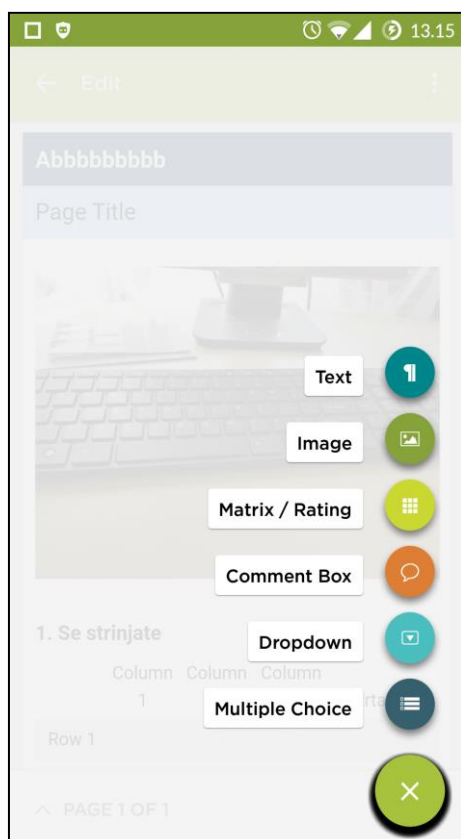 13.15
Edit
Abbbbbbbbb
Page Title
Text
Image
Matrix / Rating
Comment Box
1. Se strinjate
Dropdown
Column Column Column
1
Multiple Choice
Row 1
PAGE 1 OF 1